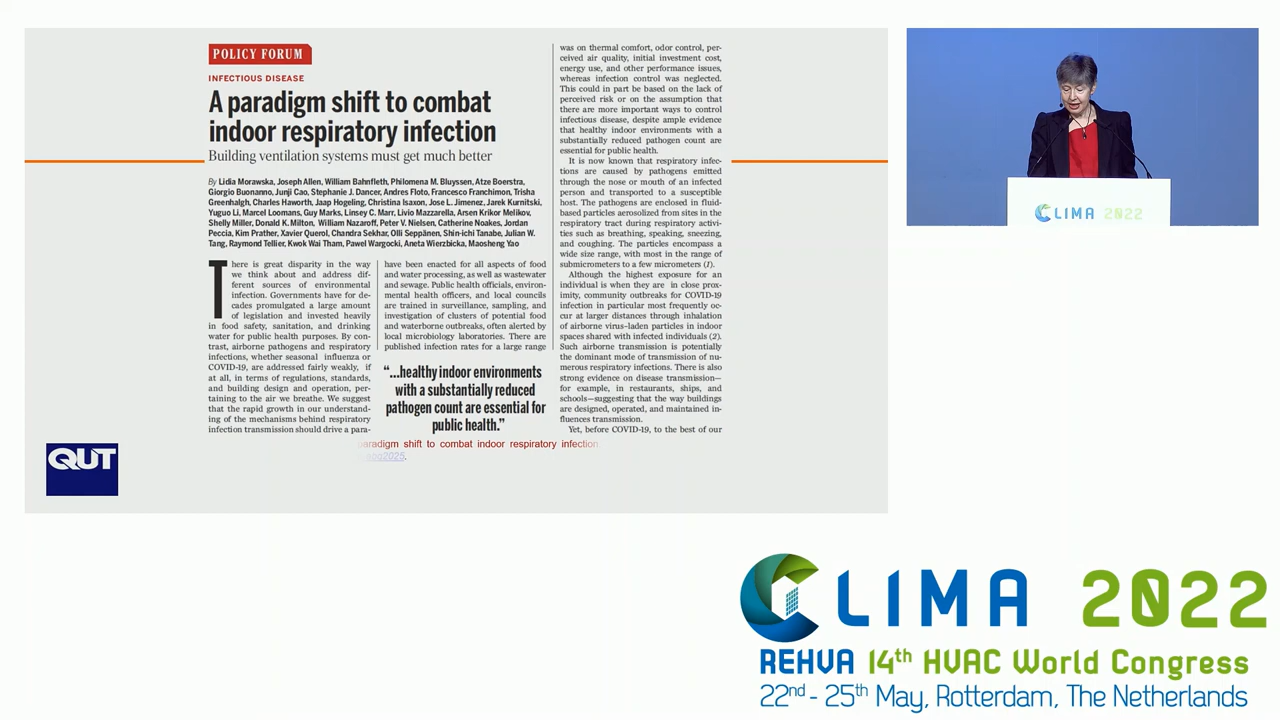 POLICY FORUM
INFECTIOUS DISEASE
A paradigm shift to combat
indoor respiratory infection
Building ventilation systems must get much better
By Lidia Morawska, Joseph Allen, William Bahnfleth, Philomena M. Bluyssen, Atze Boerstra,
Giorgio Buonanno, Junji Cao, Stephanie J. Dancer, Andres Floto, Francesco Franchimon, Trisha
Greenhalgh, Charles Haworth, Jaap Hogeling, Christina Isaxon, Jose L. Jimenez, Jarek Kurnitski,
Yuguo Li, Marcel Loomans, Guy Marks, Linsey C. Marr, Livio Mazzarella, Arsen Krikor Melikov,
Shelly Miller, Donald K. Milton, William Nazaroff, Peter V. Nielsen, Catherine Noakes, Jordan
Peccia, Kim Prather, Xavier Querol, Chandra Sekhar, Olli Seppänen, Shin-ichi Tanabe, Julian W.
Tang, Raymond Tellier, Kwok Wai Tham, Pawel Wargocki, Aneta Wierzbicka, Maosheng Yao
There is great disparity in the way
we think about and address dif-
ferent sources of environmental
infection. Governments have for de-
cades promulgated a large amount
of legislation and invested heavily
in food safety, sanitation, and drinking
water for public health purposes. By con-
trast, airborne pathogens and respiratory
infections, whether seasonal influenza or
COVID-19, are addressed fairly weakly, if
at all, in terms of regulations, standards,
and building design and operation, per-
taining to the air we breathe. We suggest
that the rapid growth in our understand-
ing of the mechanisms behind respiratory
infection transmission should drive a para-
have been enacted for all aspects of food
and water processing, as well as wastewater
and sewage. Public health officials, environ-
mental health officers, and local councils
are trained in surveillance, sampling, and
investigation of clusters of potential food
and waterborne outbreaks, often alerted by
local microbiology laboratories. There are
published infection rates for a large range
“...healthy indoor environments
with a substantially reduced
pathogen count are essential for
public health.”
was on thermal comfort, odor control, per-
ceived air quality, initial investment cost,
energy use, and other performance issues,
whereas infection control was neglected.
This could in part be based on the lack of
perceived risk or on the assumption that
there are more important ways to control
infectious disease, despite ample evidence
that healthy indoor environments with a
substantially reduced pathogen count are
essential for public health.
It is now known that respiratory infec-
tions are caused by pathogens emitted
through the nose or mouth of an infected
person and transported to a susceptible
host. The pathogens are enclosed in fluid-
based particles aerosolized from sites in the
respiratory tract during respiratory activi-
ties such as breathing, speaking, sneezing,
and coughing. The particles encompass a
wide size range, with most in the range of
submicrometers to a few micrometers (1).
Although the highest exposure for an
individual is when they are in close prox-
imity, community outbreaks for COVID-19
infection in particular most frequently oc-
cur at larger distances through inhalation
of airborne virus–laden particles in indoor
spaces shared with infected individuals (2).
Such airborne transmission is potentially
the dominant mode of transmission of nu-
merous respiratory infections. There is also
strong evidence on disease transmission—
for example, in restaurants, ships, and
schools—suggesting that the way buildings
are designed, operated, and maintained in-
fluences transmission.
Yet, before COVID-19, to the best of our
aradigm shift to combat indoor respiratory infection
QUT
CLIMA 2022
CLIMA 2022
REHVA 14th HVAC World Congress
22nd - 25th May, Rotterdam, The Netherlands